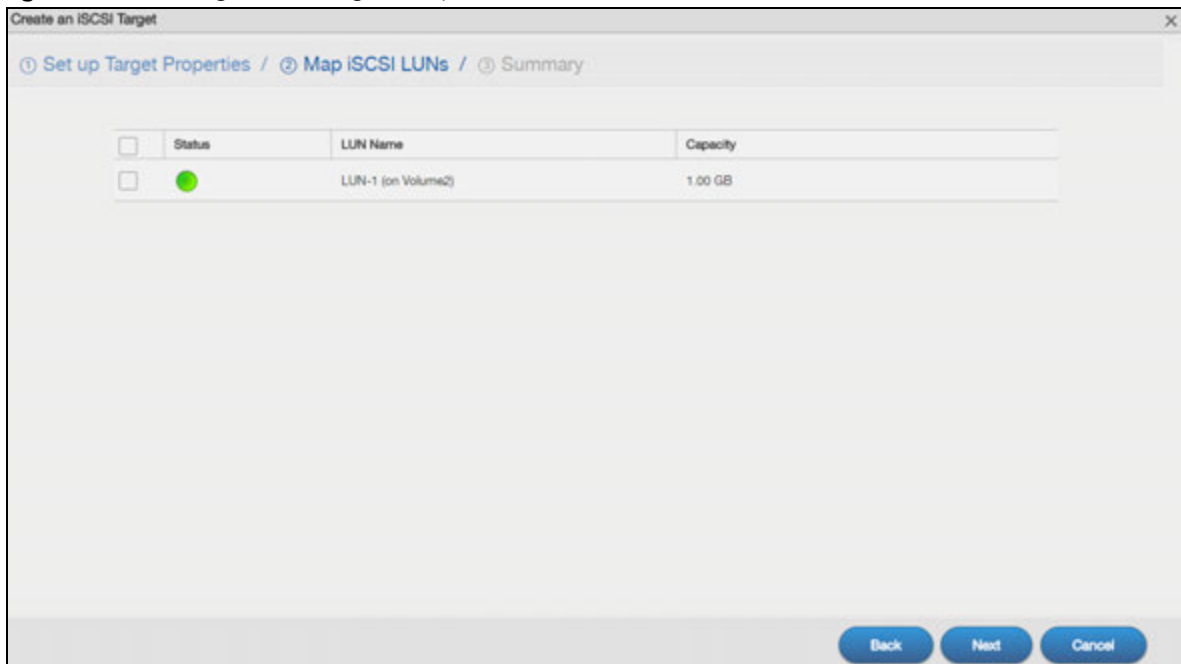 Create an iSCSI Target
① Set up Target Properties / ② Map iSCSI LUNs / ③ Summary
Status LUN Name Capacity
LUN-1 (on Volume2) 1.00 GB
Back Next Cancel